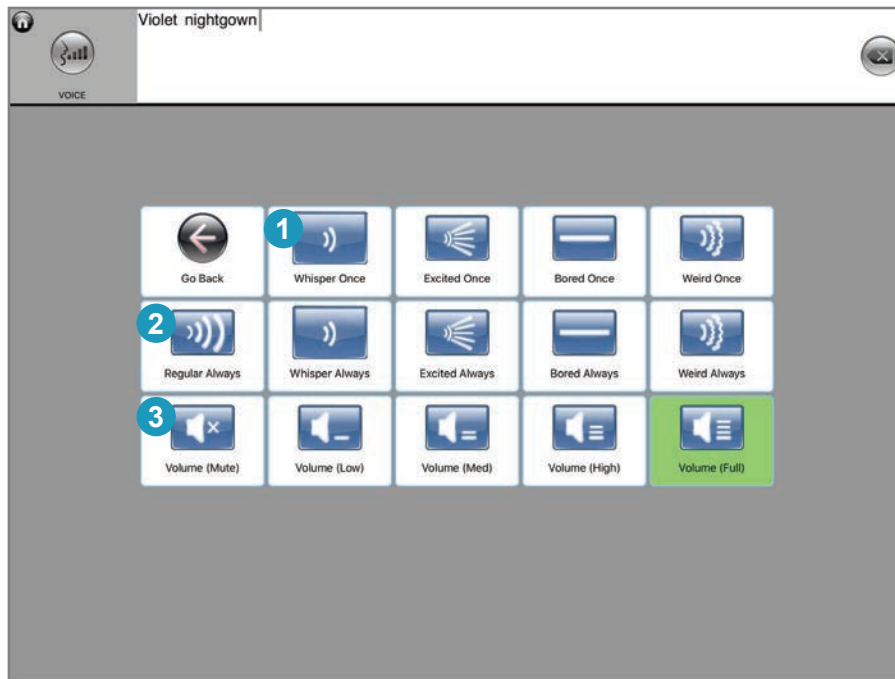 Violet nightgown
VOICE
1
Go Back
Whisper Once
Excited Once
Bored Once
Weird Once
2
Regular Always
Whisper Always
Excited Always
Bored Always
Weird Always
3
Volume (Mute)
Volume (Low)
Volume (Med)
Volume (High)
Volume (Full)